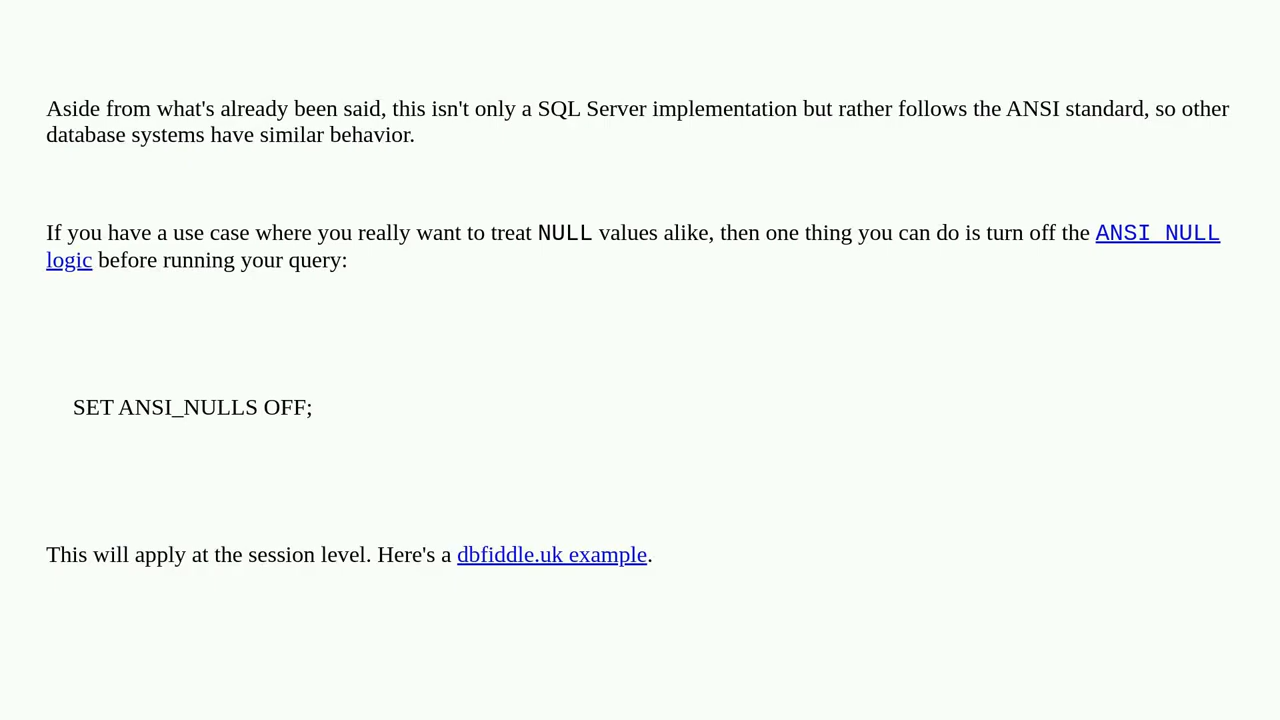 Aside from what's already been said, this isn't only a SQL Server implementation but rather follows the ANSI standard, so other
database systems have similar behavior.
If you have a use case where you really want to treat NULL values alike, then one thing you can do is turn off the ANSI_NULL
logic before running your query:
SET ANSI_NULLS OFF;
This will apply at the session level. Here's a dbfiddle.uk example.